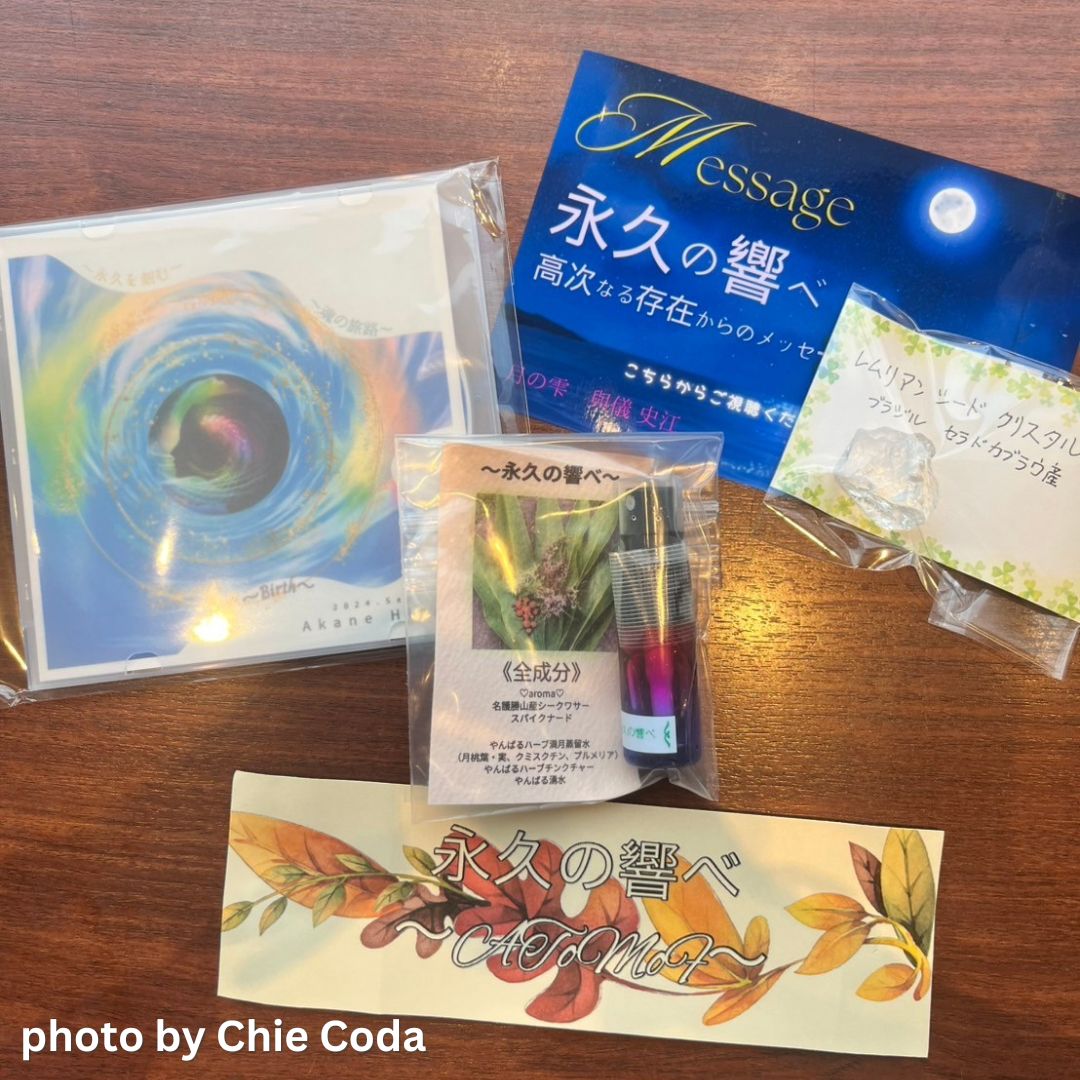 ～永久を刻む～
～魂の旅路～
～Birth～
2024.Se
Akane H
Message
永久の響べ
高次なる存在からのメッセー
こちらからご視聴くだ
月の雫 與儀 史江
レムリアン シード クリスタル
ブラジル セラドカブラウ産
～永久の響べ～
《全成分》
♡aroma♡
名護勝山産シークワサー
スパイクナード
やんばるハーブ満月蒸留水
（月桃葉・実、クミスクチン、プルメリア）
やんばるハーブチンクチャー
やんばる湧水
久の響べ
永久の響べ
～AToMoF～
photo by Chie Coda